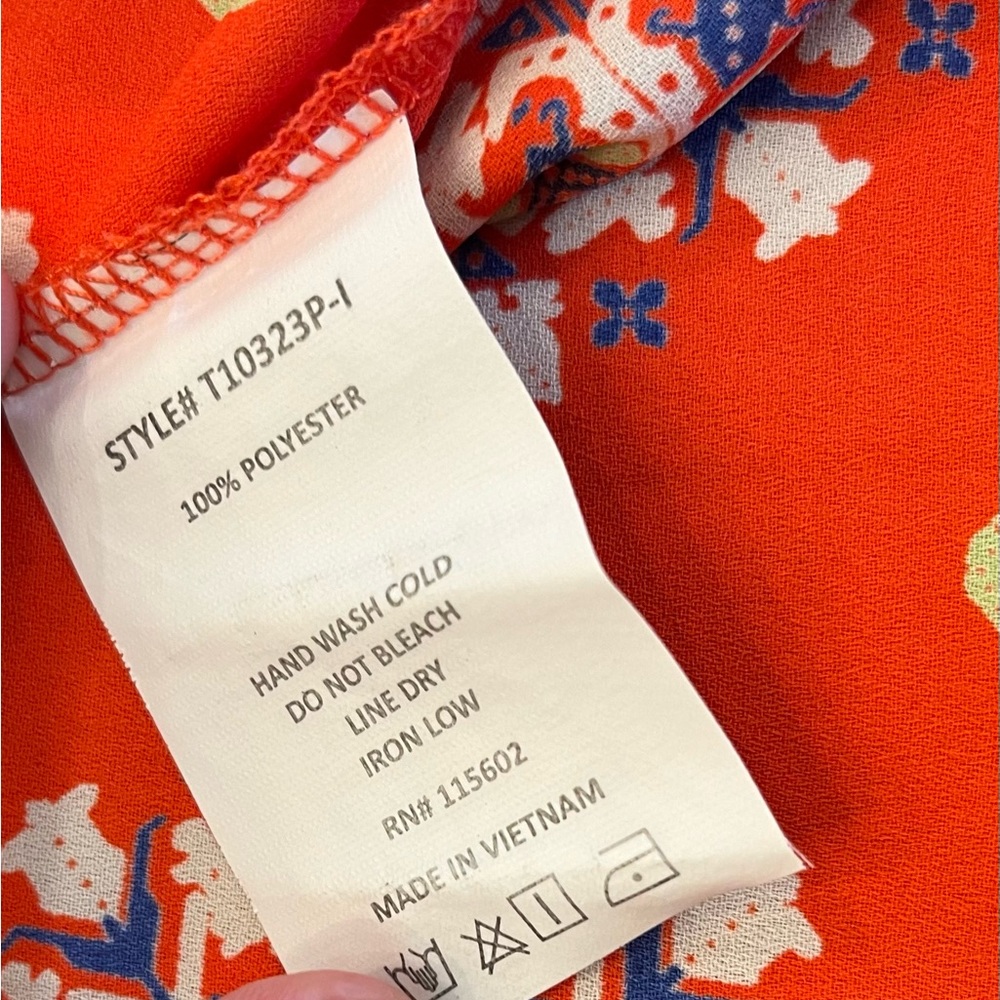 STYLE# T10323P-I
100% POLYESTER
HAND WASH COLD
DO NOT BLEACH
LINE DRY
IRON LOW
RN# 115602
MADE IN VIETNAM